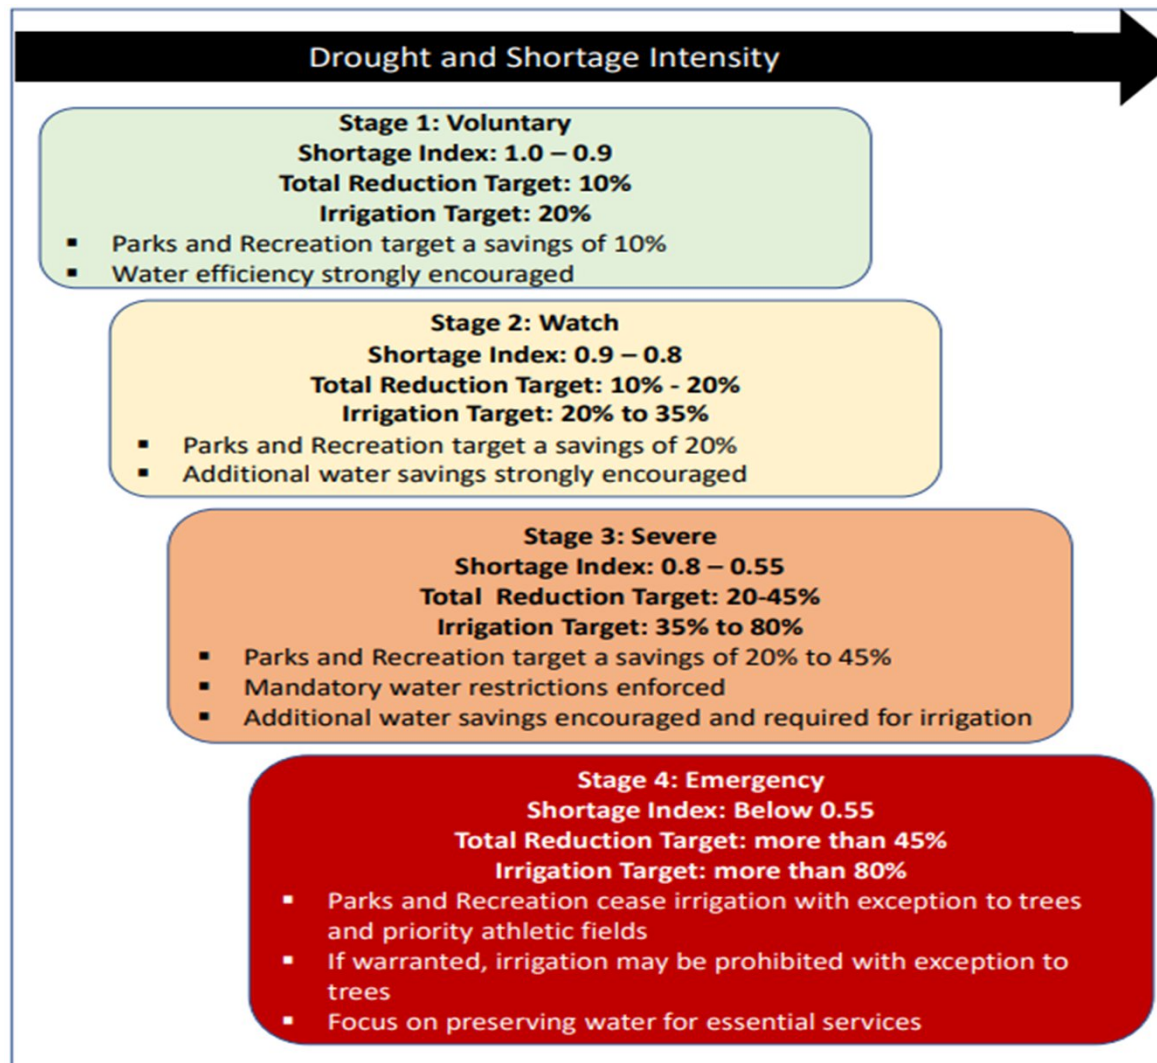 Drought and Shortage Intensity
Stage 1: Voluntary
Shortage Index: 1.0 – 0.9
Total Reduction Target: 10%
Irrigation Target: 20%
▪ Parks and Recreation target a savings of 10%
▪ Water efficiency strongly encouraged
Stage 2: Watch
Shortage Index: 0.9 – 0.8
Total Reduction Target: 10% - 20%
Irrigation Target: 20% to 35%
▪ Parks and Recreation target a savings of 20%
▪ Additional water savings strongly encouraged
Stage 3: Severe
Shortage Index: 0.8 – 0.55
Total Reduction Target: 20-45%
Irrigation Target: 35% to 80%
▪ Parks and Recreation target a savings of 20% to 45%
▪ Mandatory water restrictions enforced
▪ Additional water savings encouraged and required for irrigation
Stage 4: Emergency
Shortage Index: Below 0.55
Total Reduction Target: more than 45%
Irrigation Target: more than 80%
▪ Parks and Recreation cease irrigation with exception to trees
and priority athletic fields
▪ If warranted, irrigation may be prohibited with exception to
trees
▪ Focus on preserving water for essential services